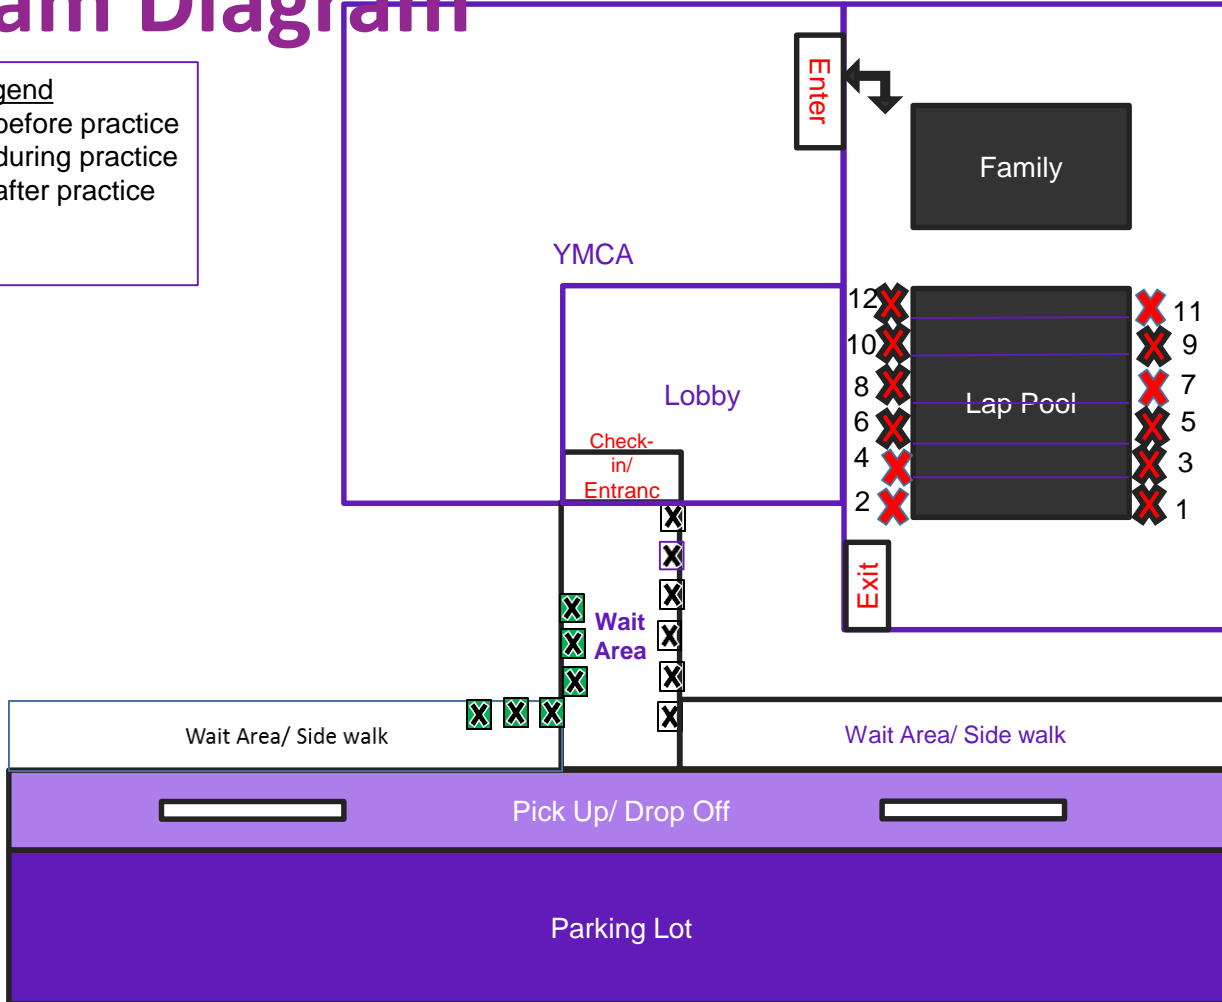 am Diagram
gend
before practice
during practice
after practice
Enter
Family
YMCA
12
11
10
9
8
7
Lobby
Lap Pool
6
5
4
3
2
1
Check-
in/
Entranc
Exit
X
X
X
X
X
X
X
X
X
X
X
X
Wait
Area
Wait Area/ Side walk
Wait Area/ Side walk
Pick Up/ Drop Off
Parking Lot